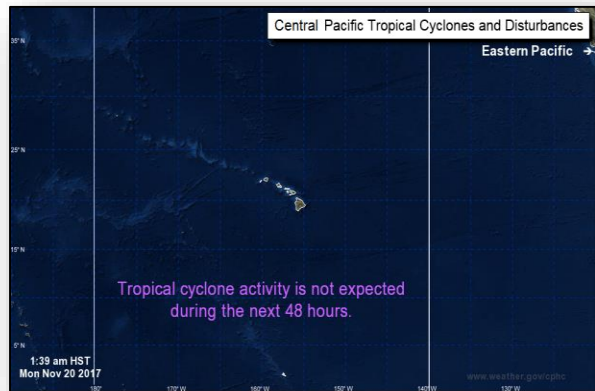 Central Pacific Tropical Cyclones and Disturbances
Eastern Pacific →
35° N
25° N
15° N
Tropical cyclone activity is not expected
during the next 48 hours.
5° N
1:39 am HST
Mon Nov 20 2017
www.weather.gov/cphc
180° 170° W 160° W 150° W 140° W 130° W